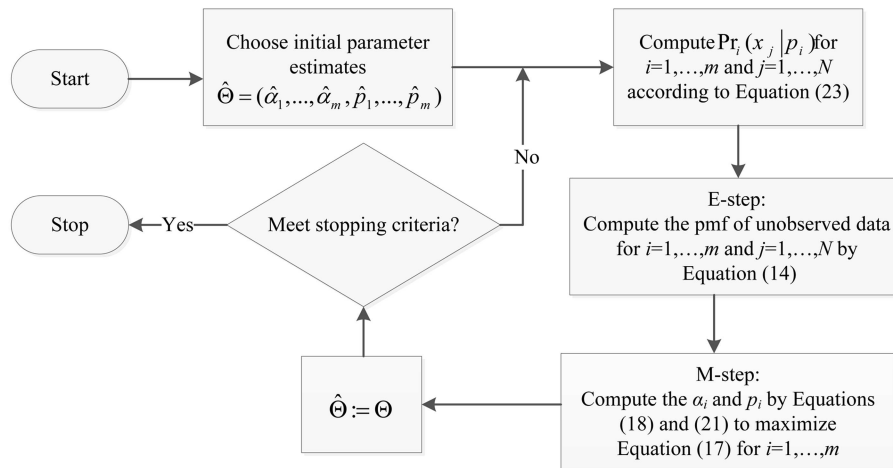 Start
Choose initial parameter
estimates
Θ̂ = (α̂₁,...,α̂ₘ, p̂₁,..., p̂ₘ)
Compute Prᵢ(xⱼ|pᵢ) for
i=1,…,m and j=1,…,N
according to Equation (23)
No
E-step:
Compute the pmf of unobserved data
for i=1,…,m and j=1,…,N by
Equation (14)
Stop
Yes
Meet stopping criteria?
M-step:
Compute the αᵢ and pᵢ by Equations
(18) and (21) to maximize
Equation (17) for i=1,…,m
Θ̂ := Θ